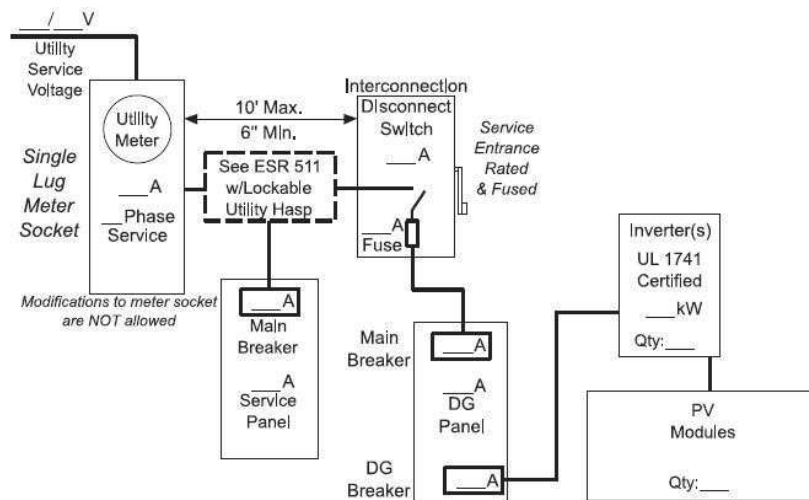 ___/___V
Utility
Service
Voltage
Utility
Meter
___A
__Phase
Service
Single
Lug
Meter
Socket
Modifications to meter socket
are NOT allowed
10' Max.
6" Min.
See ESR 511
w/Lockable
Utility Hasp
Interconnection
Disconnect
Switch
___A
___A
Fuse
Service
Entrance
Rated
& Fused
___A
Main
Breaker
___A
Service
Panel
Main
Breaker
___A
___A
DG
Panel
DG
Breaker
___A
Inverter(s)
UL 1741
Certified
___kW
Qty:___
PV
Modules
Qty:___